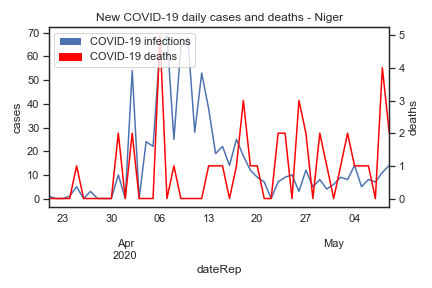 New COVID-19 daily cases and deaths - Niger
COVID-19 infections
COVID-19 deaths
cases
70
60
50
40
30
20
10
0
deaths
5
4
3
2
1
0
23 30 06 13 20 27 04
Apr May
2020
dateRep